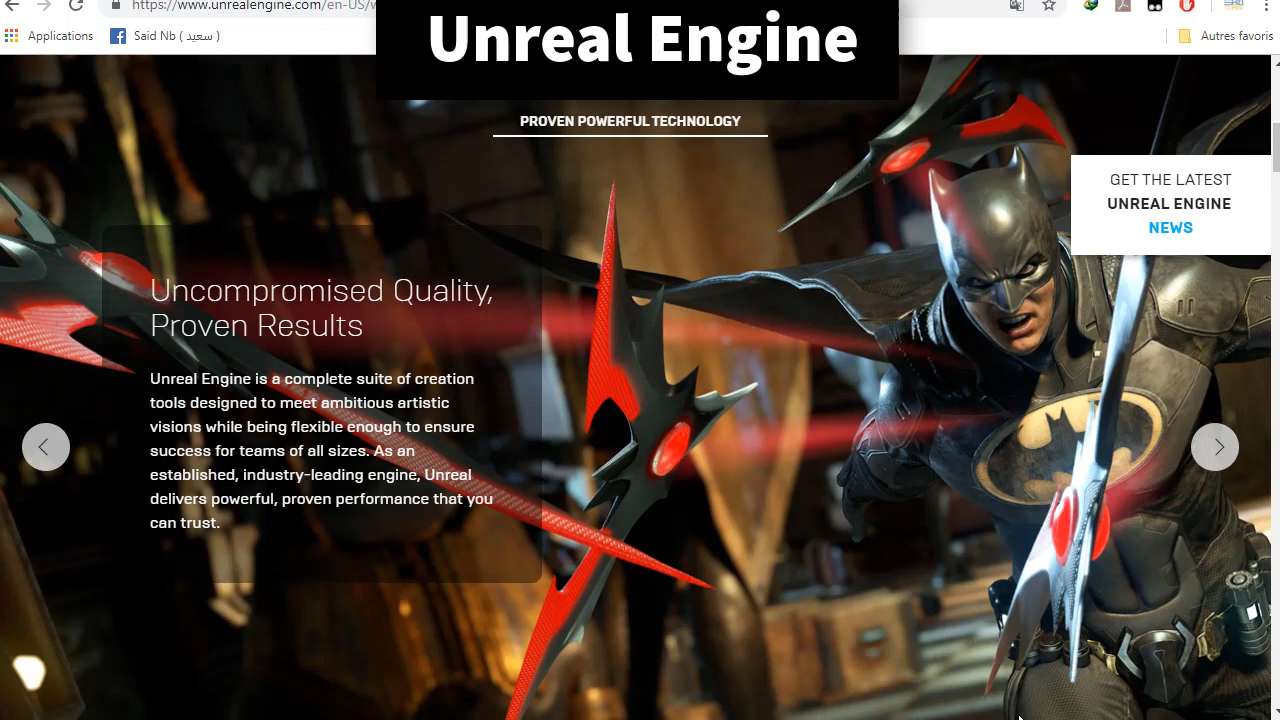 https://www.unrealengine.com/en-US/
Unreal Engine
Applications
Said Nb ( سعيد )
Autres favoris
PROVEN POWERFUL TECHNOLOGY
GET THE LATEST
UNREAL ENGINE
NEWS
Uncompromised Quality,
Proven Results
Unreal Engine is a complete suite of creation
tools designed to meet ambitious artistic
visions while being flexible enough to ensure
success for teams of all sizes. As an
established, industry-leading engine, Unreal
delivers powerful, proven performance that you
can trust.